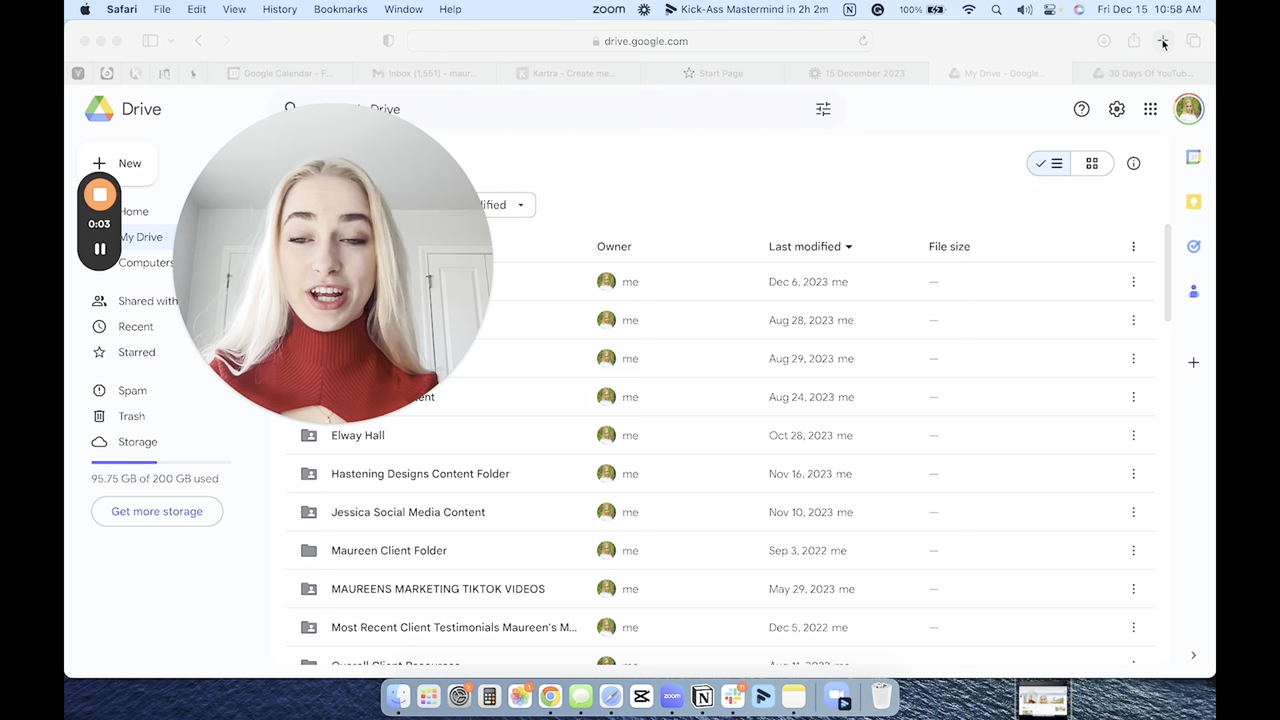 Safari File Edit View History Bookmarks Window Help zoom Kick-Ass Mastermind in 2h 2m 100% Fri Dec 15 10:58 AM
drive.google.com
Google Calendar - F... Inbox (1,551) – maur... Kartra - Create me... Start Page 15 December 2023 My Drive - Google... 30 Days Of YouTub...
Drive Drive
New
0:03
Home
My Drive
Computers
Shared with
Recent
Starred
Spam
Trash
Storage
95.75 GB of 200 GB used
Get more storage
Owner Last modified File size
me Dec 6, 2023 me —
me Aug 28, 2023 me —
me Aug 29, 2023 me —
me Aug 24, 2023 me —
Elway Hall me Oct 28, 2023 me —
Hastening Designs Content Folder me Nov 16, 2023 me —
Jessica Social Media Content me Nov 10, 2023 me —
Maureen Client Folder me Sep 3, 2022 me —
MAUREENS MARKETING TIKTOK VIDEOS me May 29, 2023 me —
Most Recent Client Testimonials Maureen's M... me Dec 5, 2022 me —
Overall Client Resources
zoom